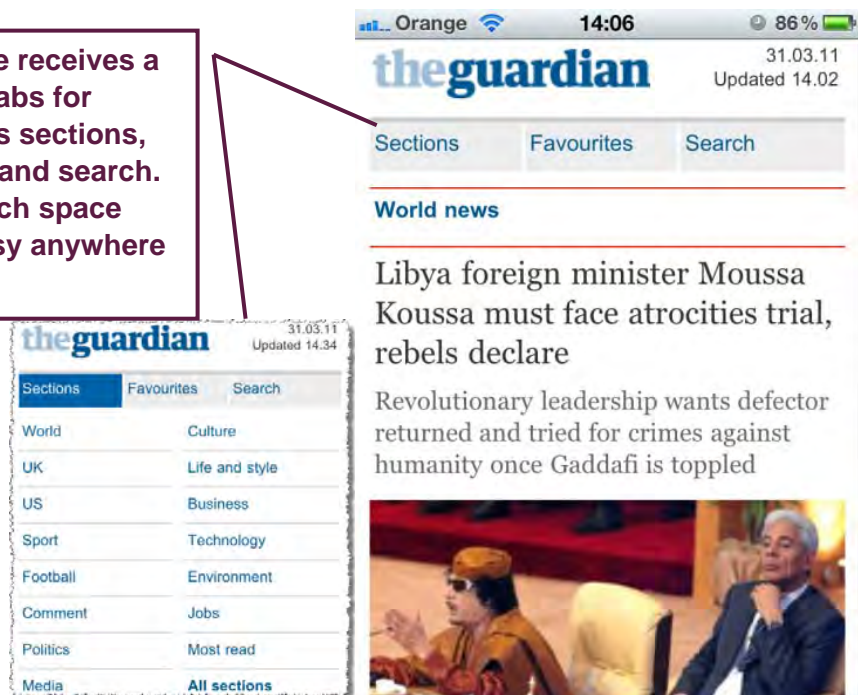 e receives a
abs for
s sections,
and search.
ch space
sy anywhere
Orange 14:06 86%
theguardian
31.03.11
Updated 14.02
Sections Favourites Search
World news
Libya foreign minister Moussa
Koussa must face atrocities trial,
rebels declare
Revolutionary leadership wants defector
returned and tried for crimes against
humanity once Gaddafi is toppled
theguardian
31.03.11
Updated 14.34
Sections Favourites Search
World Culture
UK Life and style
US Business
Sport Technology
Football Environment
Comment Jobs
Politics Most read
Media All sections